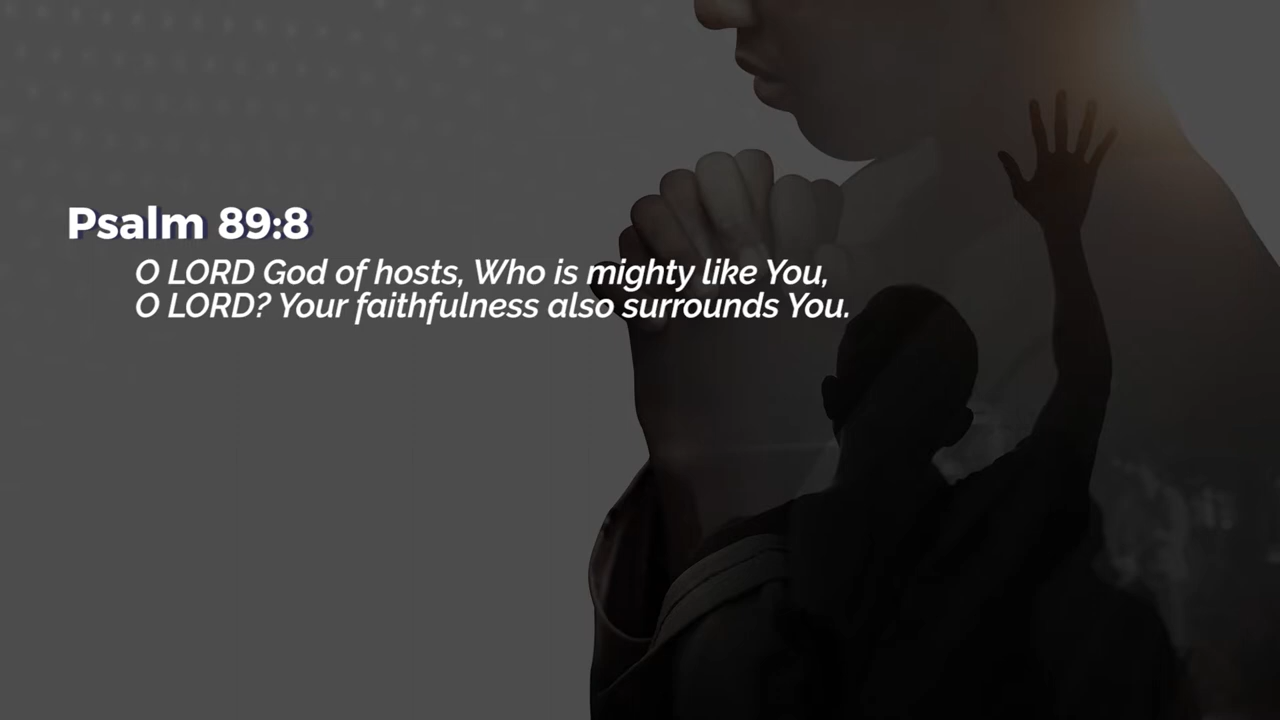 Psalm 89:8
O LORD God of hosts, Who is mighty like You,
O LORD? Your faithfulness also surrounds You.